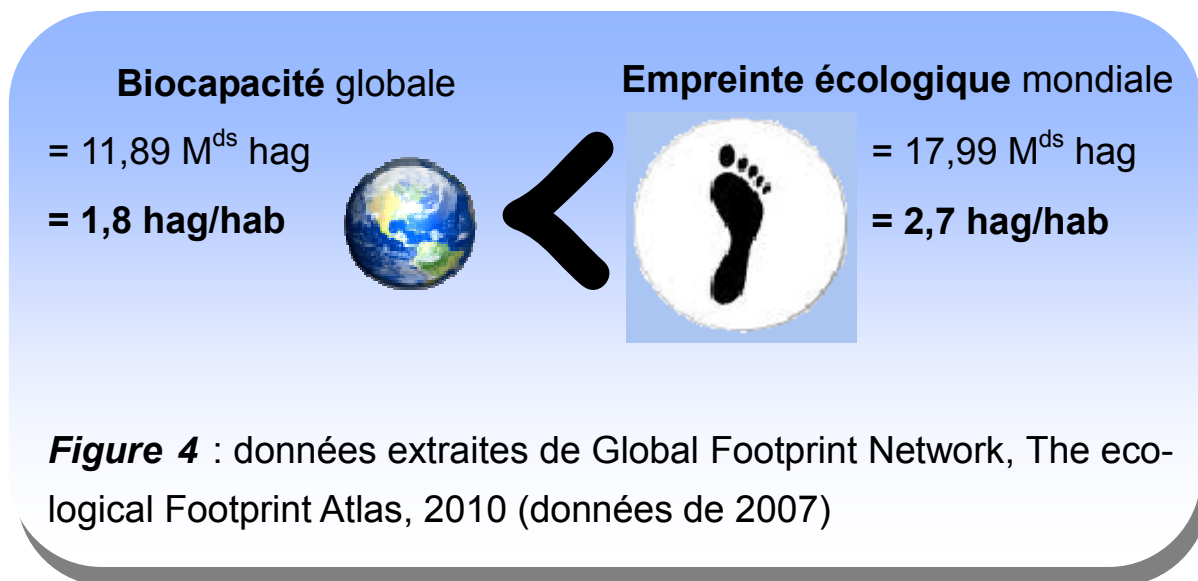 Biocapacité globale
= 11,89 Mds hag
= 1,8 hag/hab
<
Empreinte écologique mondiale
= 17,99 Mds hag
= 2,7 hag/hab
Figure 4 : données extraites de Global Footprint Network, The eco-
logical Footprint Atlas, 2010 (données de 2007)